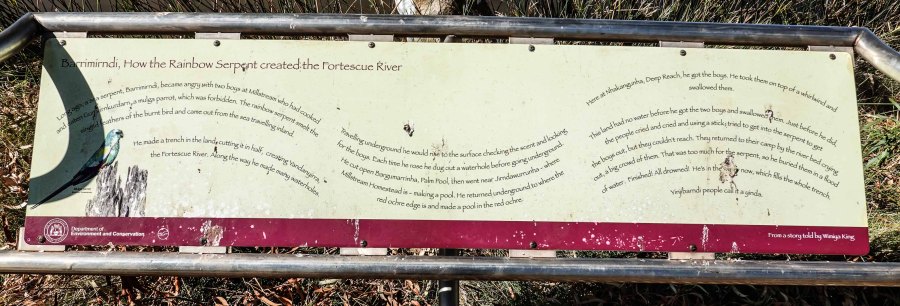 Barrimirndi, How the Rainbow Serpent created the Fortescue River
Long ago, a sea serpent, Barrimirndi, became angry with two boys at Millstream who had cooked
and eaten a mulga parrot, which was forbidden. The rainbow serpent smelt the
singed feathers of the burnt bird and came out from the sea travelling inland.
He made a trench in the land, cutting it in half, creating Yarndanyirra,
the Fortescue River. Along the way he made many waterholes.
Travelling underground he would rise to the surface checking the scent and looking
for the boys. Each time he rose he dug out a waterhole before going underground.
He cut open Bargumarrinha, Palm Pool, then went near Jirndawurrunha - where
Millstream Homestead is - making a pool. He returned underground to where the
red ochre edge is and made a pool in the red ochre.
Here at Nhalanganha, Deep Reach, he got the boys. He took them on top of a whirlwind and
swallowed them.
This land had no water before he got the two boys and swallowed them. Just before he did,
the people cried and cried and using a stick, tried to get into the serpent to get
the boys out, but they couldn't reach. They returned to their camp by the river bed crying
out, a big crowd of them. That was too much for the serpent, so he buried them in a flood
of water. Finished! All drowned! He's in the now, which fills the whole trench.
Yinjibarndi people call it a yinda.
Department of
Environment and Conservation
From a story told by Wimiya King